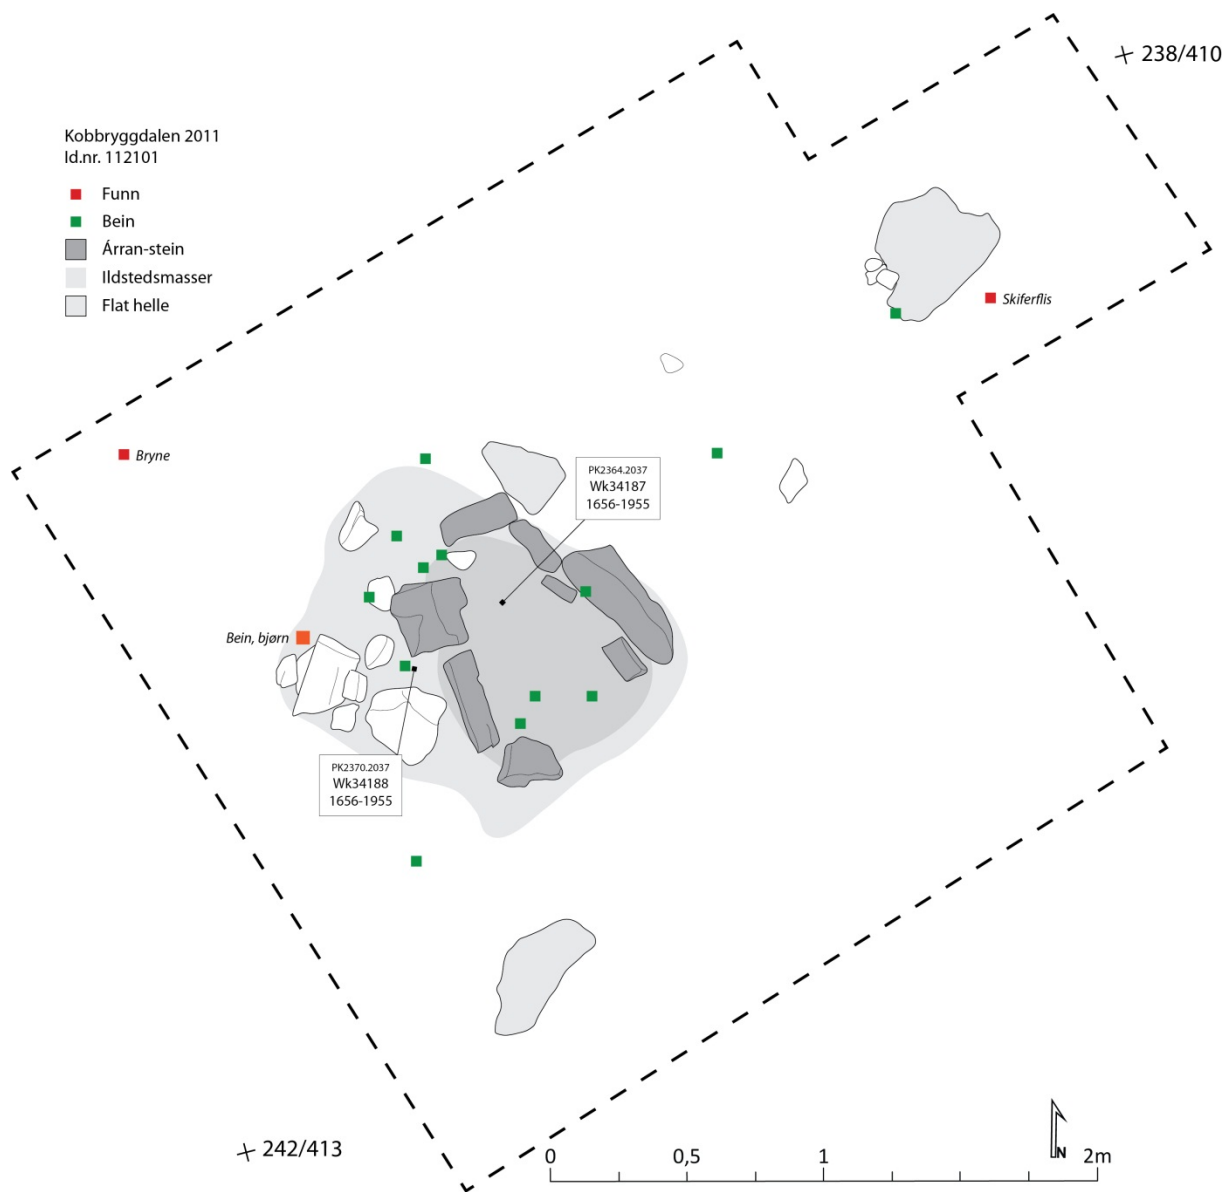 238/410
Kobbryggdalen 2011
Id.nr. 112101
Funn
Bein
Árran-stein
Ildstedsmasser
Flat helle
Skiferflis
Bryne
PK2364.2037
Wk34187
1656-1955
Bein, bjørn
PK2370.2037
Wk34188
1656-1955
242/413
0 0,5 1 2m
N